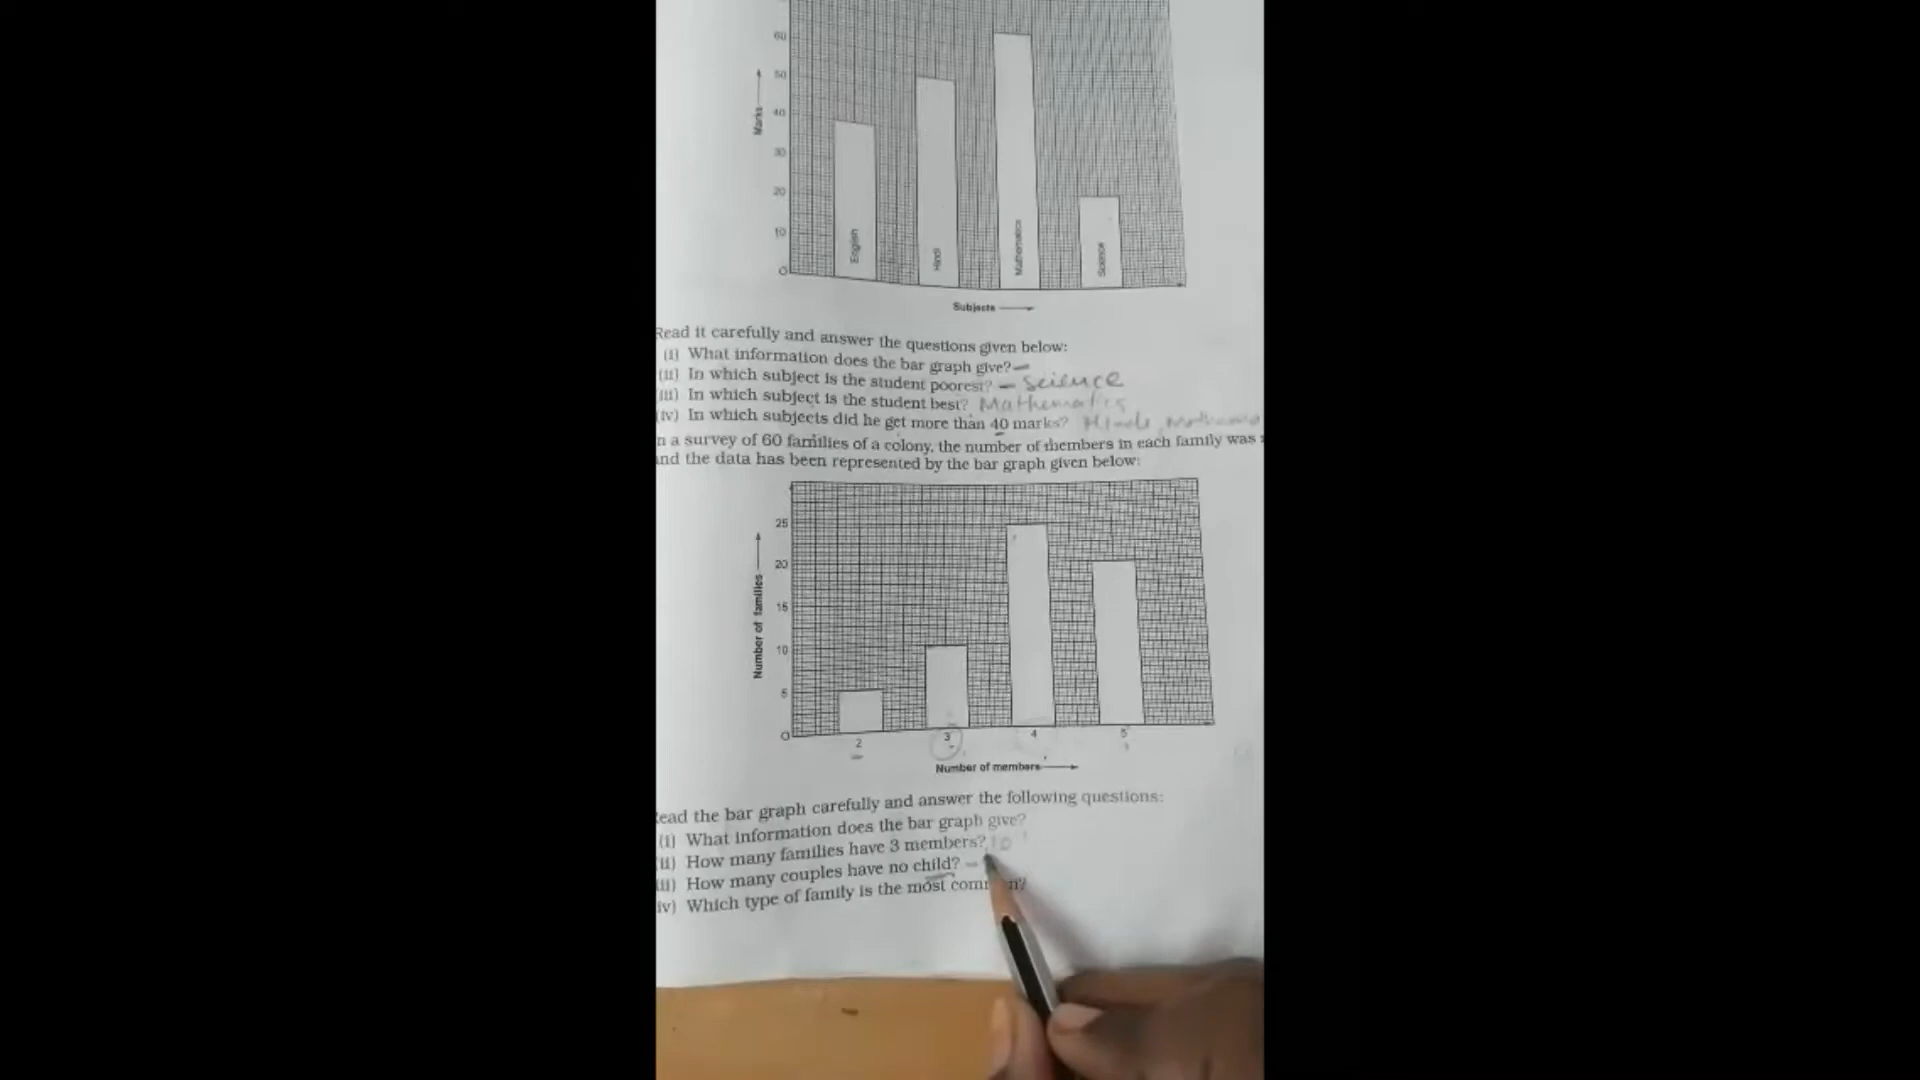 60
50
40
30
20
10
O
Marks
English
Hindi
Mathematics
Science
Subjects
Read it carefully and answer the questions given below:
(i) What information does the bar graph give? -
(ii) In which subject is the student poorest? - Science
(iii) In which subject is the student best? Mathematics
(iv) In which subjects did he get more than 40 marks? Hindi,
n a survey of 60 families of a colony, the number of members in each family was
and the data has been represented by the bar graph given below:
25
20
15
10
5
O
Number of families
2 3 4 5
Number of members
Read the bar graph carefully and answer the following questions:
(i) What information does the bar graph give?
(ii) How many families have 3 members? 10
(iii) How many couples have no child? -
iv) Which type of family is the most common?